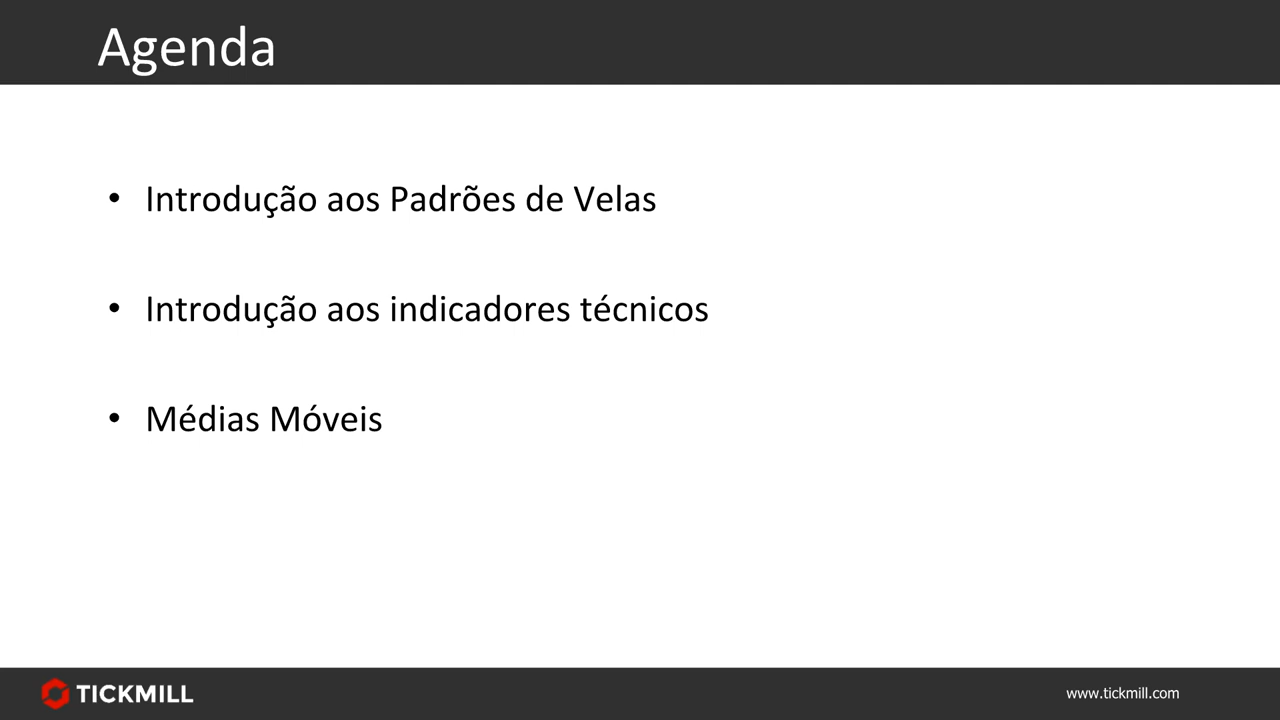 Agenda
• Introdução aos Padrões de Velas
• Introdução aos indicadores técnicos
• Médias Móveis
TICKMILL
www.tickmill.com